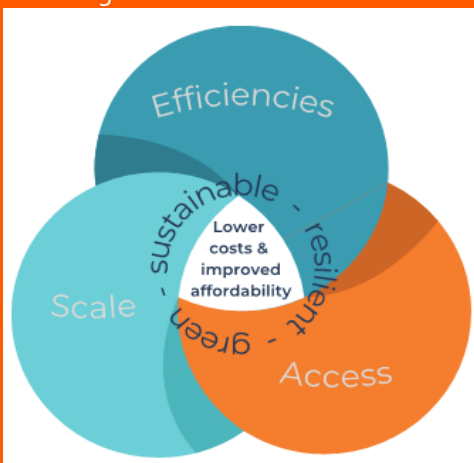 Efficiencies
sustainable - resilient - green -
Lower
costs &
improved
affordability
Scale
Access